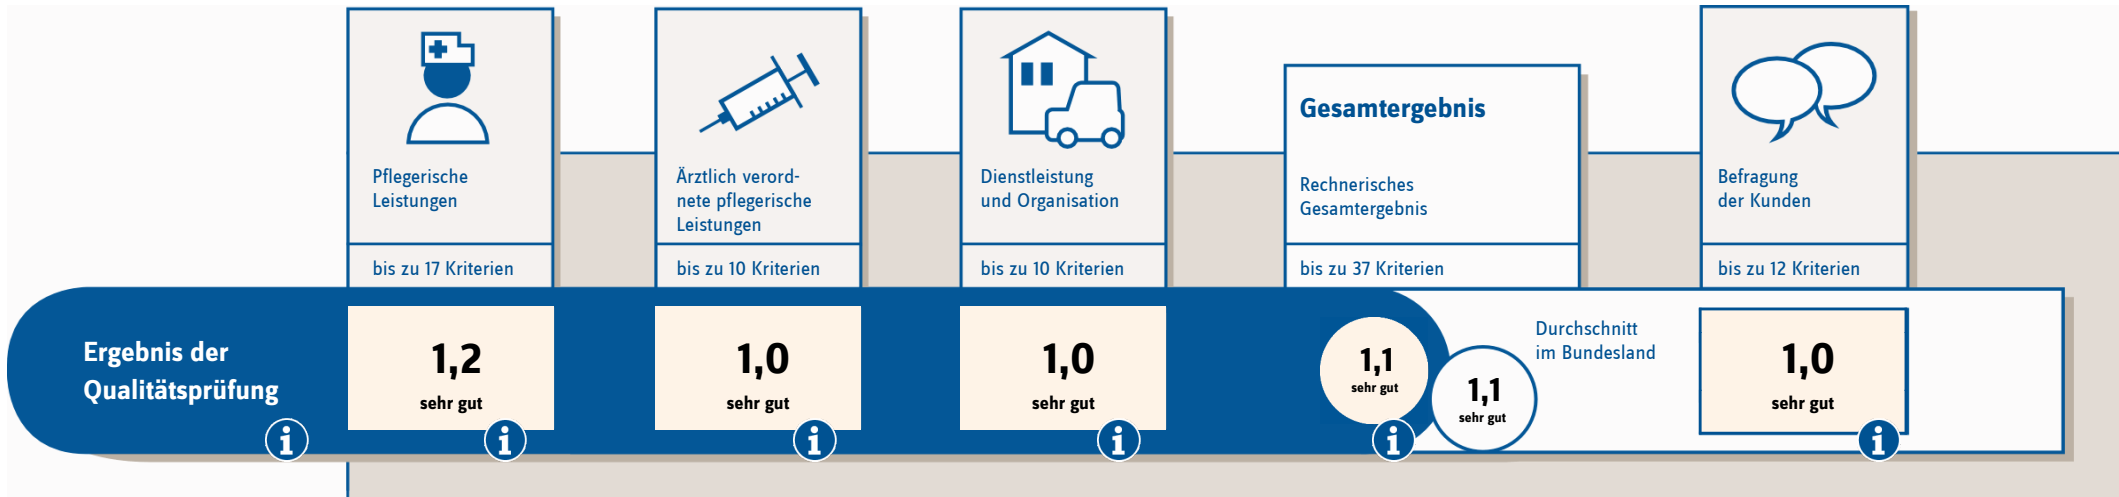 Pflegerische
Leistungen
bis zu 17 Kriterien
Ärztlich verord-
nete pflegerische
Leistungen
bis zu 10 Kriterien
Dienstleistung
und Organisation
bis zu 10 Kriterien
Gesamtergebnis
Rechnerisches
Gesamtergebnis
bis zu 37 Kriterien
Befragung
der Kunden
bis zu 12 Kriterien
Ergebnis der
Qualitätsprüfung
i
1,2
sehr gut
i
1,0
sehr gut
i
1,0
sehr gut
i
1,1
sehr gut
i
1,1
sehr gut
Durchschnitt
im Bundesland
1,0
sehr gut
i